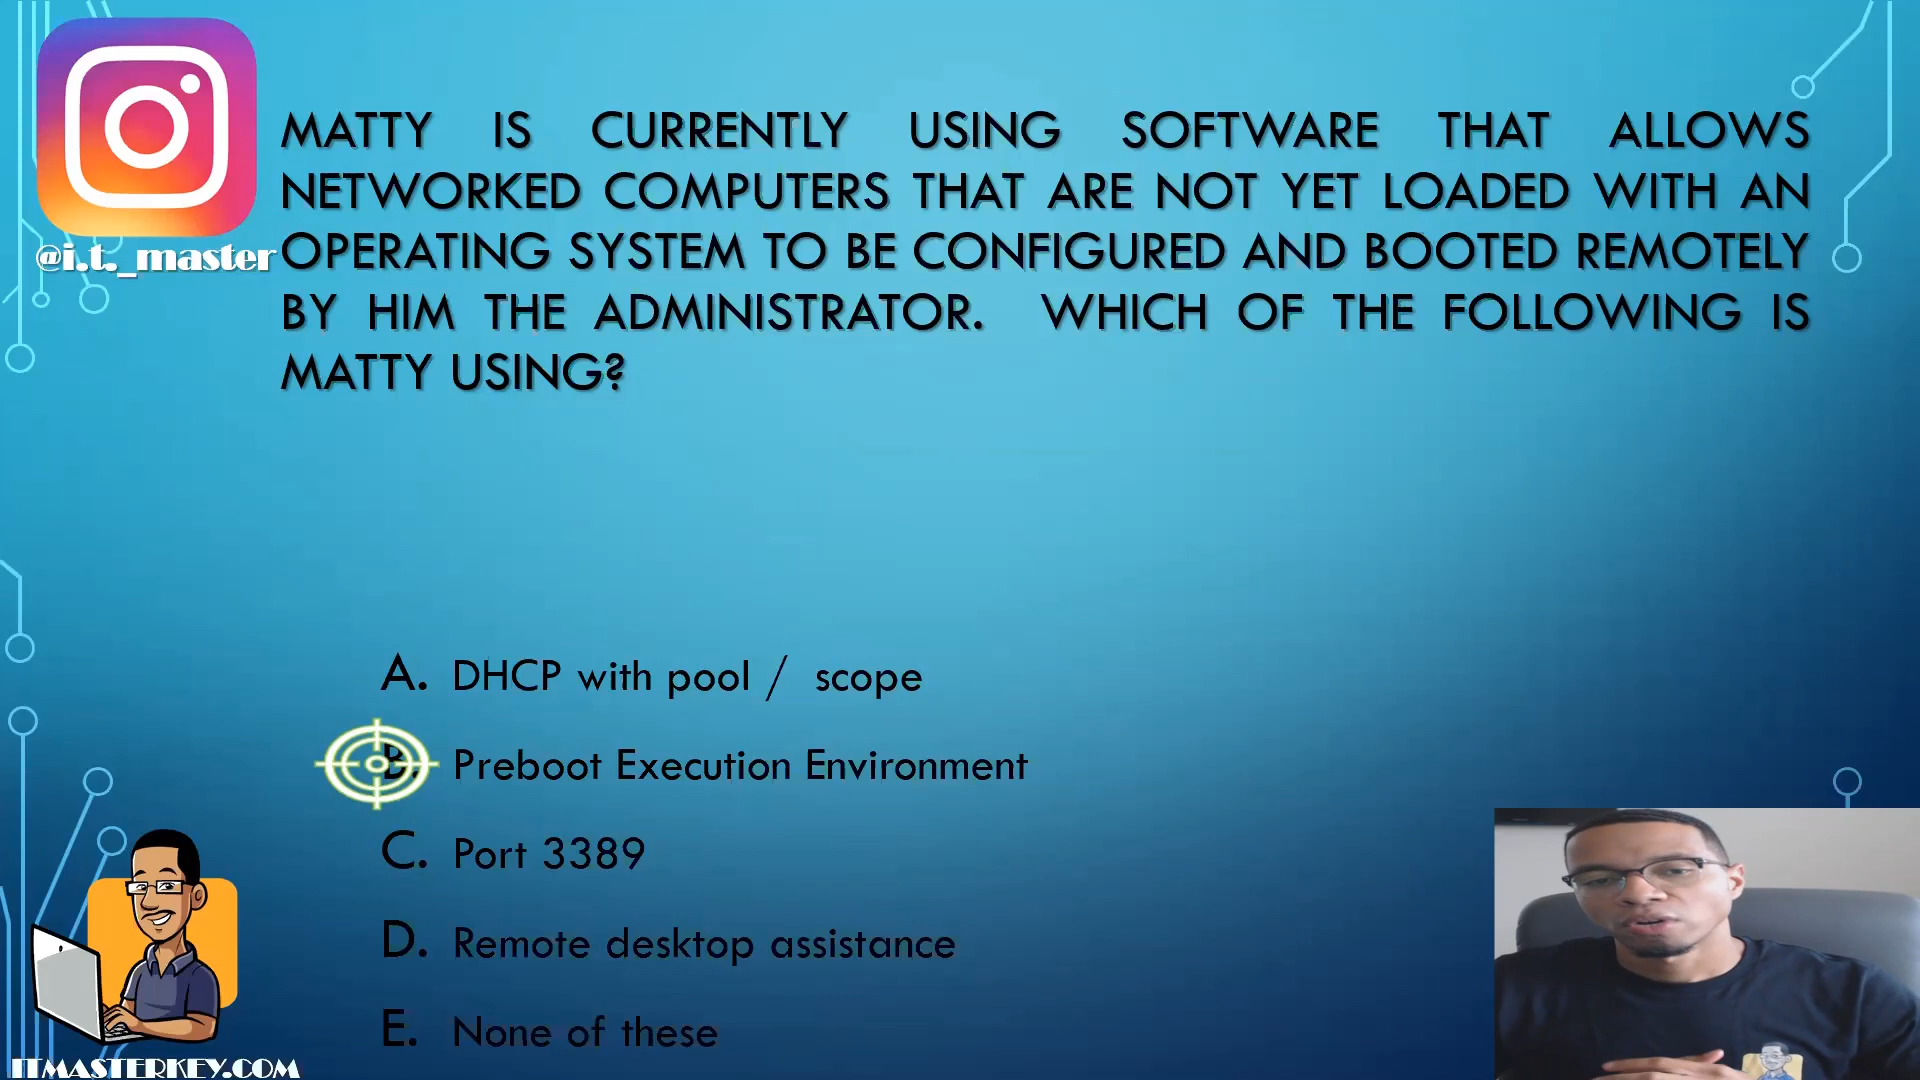 MATTY IS CURRENTLY USING SOFTWARE THAT ALLOWS
NETWORKED COMPUTERS THAT ARE NOT YET LOADED WITH AN
OPERATING SYSTEM TO BE CONFIGURED AND BOOTED REMOTELY
BY HIM THE ADMINISTRATOR. WHICH OF THE FOLLOWING IS
MATTY USING?
@i.t._master
A. DHCP with pool / scope
B. Preboot Execution Environment
C. Port 3389
D. Remote desktop assistance
E. None of these
ITMASTERKEY.COM